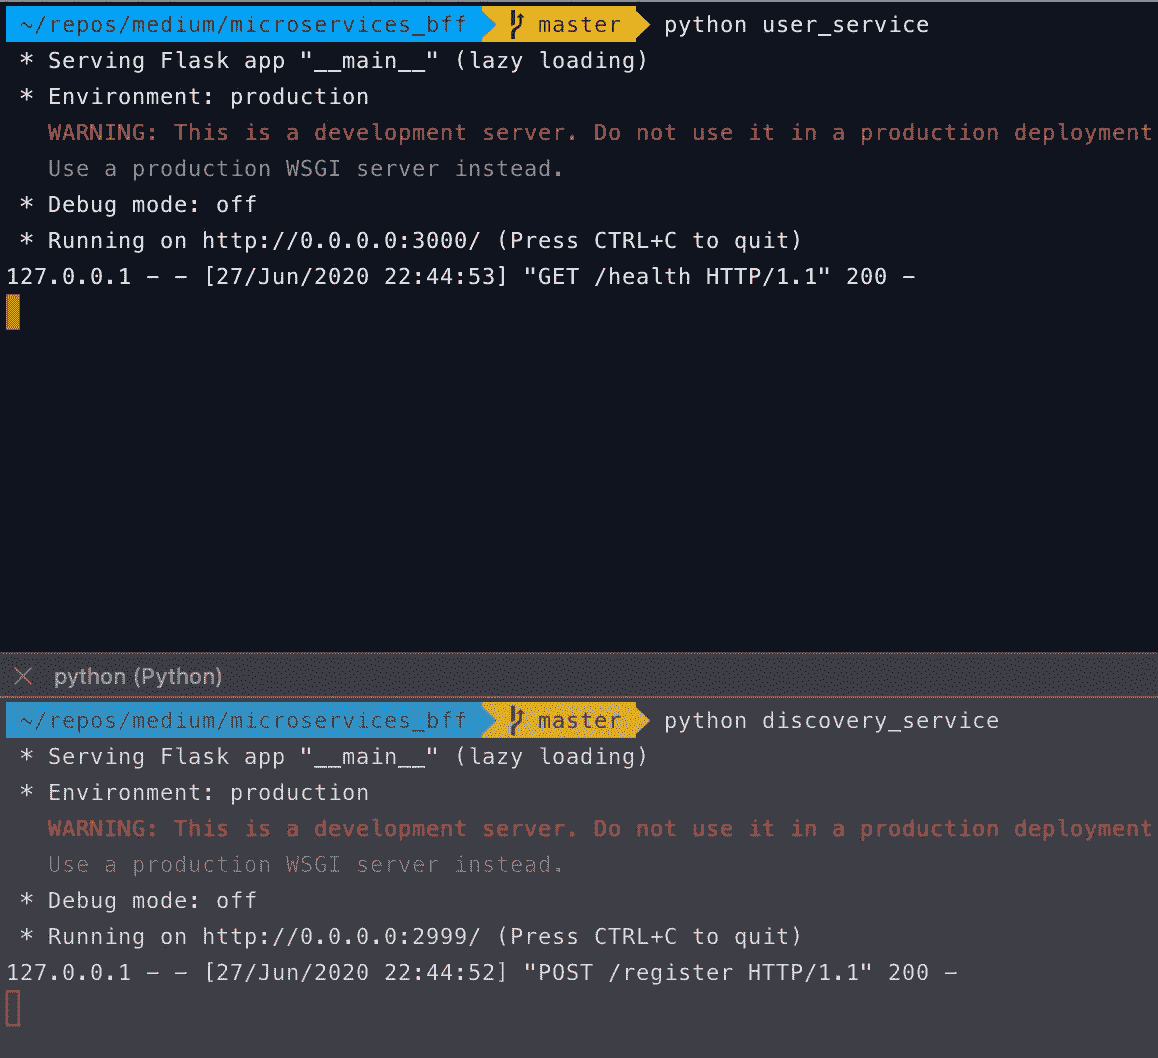 ~/repos/medium/microservices_bff master python user_service
* Serving Flask app "__main__" (lazy loading)
* Environment: production
WARNING: This is a development server. Do not use it in a production deployment
Use a production WSGI server instead.
* Debug mode: off
* Running on http://0.0.0.0:3000/ (Press CTRL+C to quit)
127.0.0.1 - - [27/Jun/2020 22:44:53] "GET /health HTTP/1.1" 200 -
python (Python)
~/repos/medium/microservices_bff master python discovery_service
* Serving Flask app "__main__" (lazy loading)
* Environment: production
WARNING: This is a development server. Do not use it in a production deployment
Use a production WSGI server instead.
* Debug mode: off
* Running on http://0.0.0.0:2999/ (Press CTRL+C to quit)
127.0.0.1 - - [27/Jun/2020 22:44:52] "POST /register HTTP/1.1" 200 -